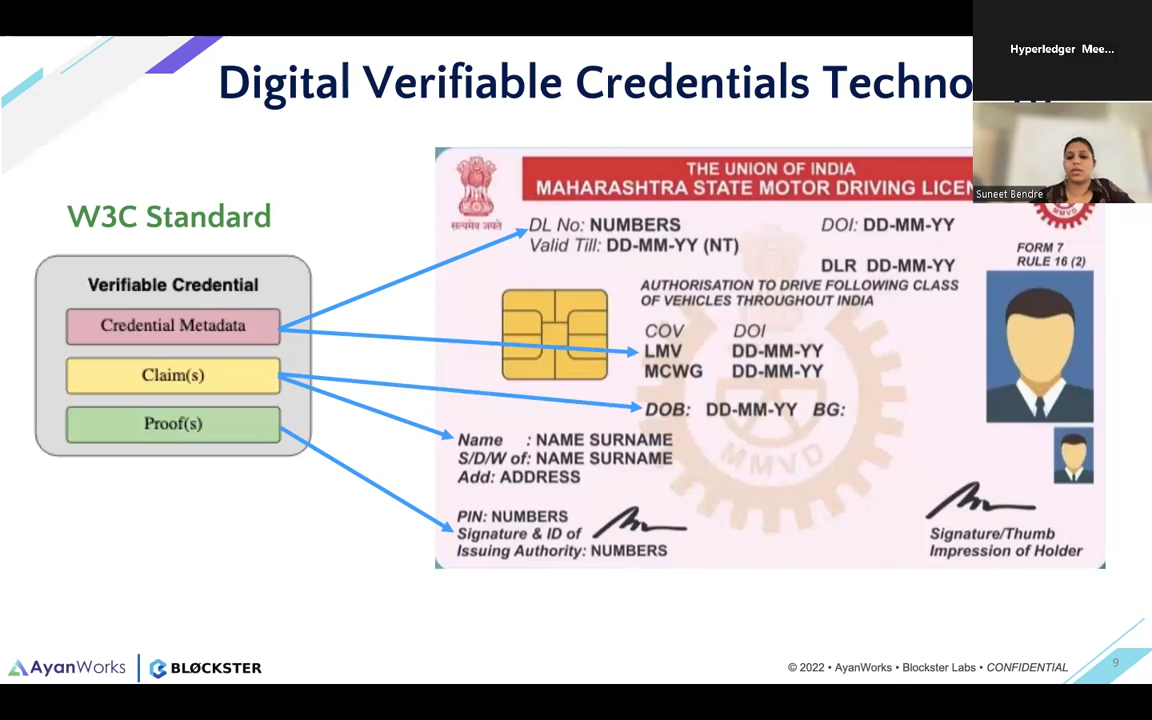 Hyperledger Mee...
Suneet Bendre
Digital Verifiable Credentials
W3C Standard
Verifiable Credential
Credential Metadata
Claim(s)
Proof(s)
THE UNION OF INDIA
MAHARASHTRA STATE MOTOR DRIVING LICEN
सत्यमेव जयते
DL No: NUMBERS
DOI: DD-MM-YY
Valid Till: DD-MM-YY (NT)
FORM 7
RULE 16 (2)
DLR DD-MM-YY
AUTHORISATION TO DRIVE FOLLOWING CLASS
OF VEHICLES THROUGHOUT INDIA
COV DOI
LMV DD-MM-YY
MCWG DD-MM-YY
DOB: DD-MM-YY BG:
MMVD
Name : NAME SURNAME
S/D/W of: NAME SURNAME
Add: ADDRESS
PIN: NUMBERS
Signature & ID of
Issuing Authority: NUMBERS
Signature/Thumb
Impression of Holder
AyanWorks
BLØCKSTER
© 2022 • AyanWorks • Blockster Labs • CONFIDENTIAL
9